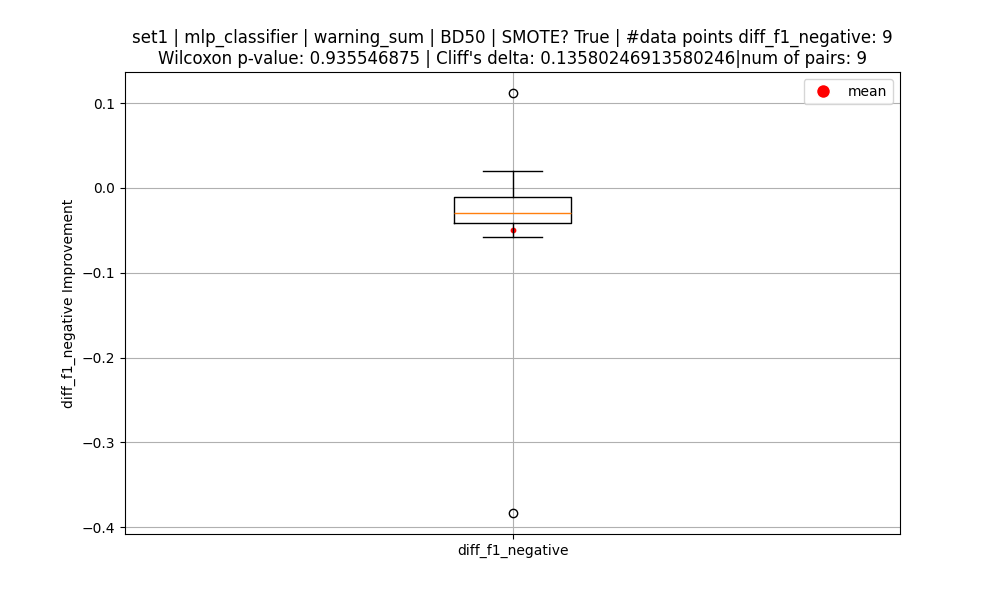 set1 | mlp_classifier | warning_sum | BD50 | SMOTE? True | #data points diff_f1_negative: 9
Wilcoxon p-value: 0.935546875 | Cliff's delta: 0.13580246913580246|num of pairs: 9
mean
0.1
0.0
−0.1
−0.2
−0.3
−0.4
diff_f1_negative Improvement
diff_f1_negative